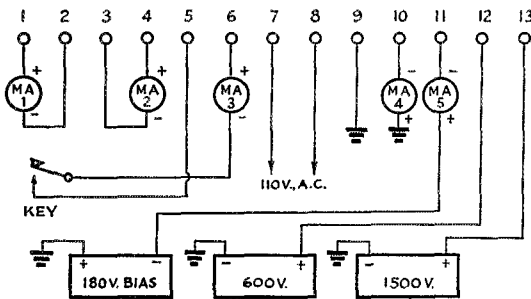 1 2 3 4 5 6 7 8 9 10 11 12 13
+ + + - -
MA 1 MA 2 MA 3 MA 4 MA 5
- - - + +
110V., A.C.
KEY
+ - - + - +
180V. BIAS 600V. 1500V.